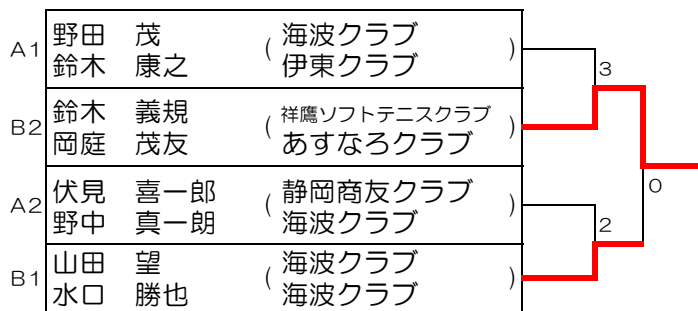 A1 野田 茂 ( 海波クラブ )
鈴木 康之 伊東クラブ
3
B2 鈴木 義規 ( 祥鷹ソフトテニスクラブ )
岡庭 茂友 あすなろクラブ
0
A2 伏見 喜一郎 ( 静岡商友クラブ )
野中 真一朗 海波クラブ
2
B1 山田 望 ( 海波クラブ )
水口 勝也 海波クラブ